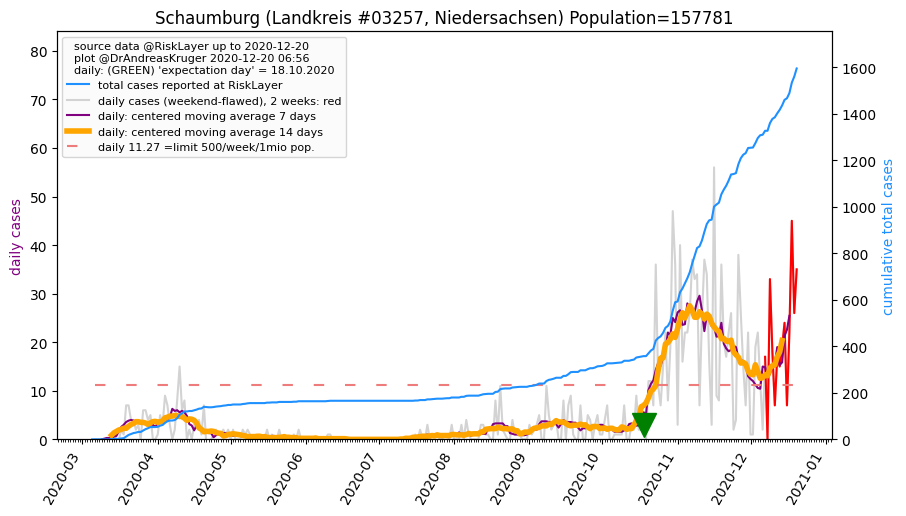 Schaumburg (Landkreis #03257, Niedersachsen) Population=157781
source data @RiskLayer up to 2020-12-20
plot @DrAndreasKruger 2020-12-20 06:56
daily: (GREEN) 'expectation day' = 18.10.2020
total cases reported at RiskLayer
daily cases (weekend-flawed), 2 weeks: red
daily: centered moving average 7 days
daily: centered moving average 14 days
daily 11.27 =limit 500/week/1mio pop.
daily cases
80
70
60
50
40
30
20
10
0
cumulative total cases
1600
1400
1200
1000
800
600
400
200
0
2020-03
2020-04
2020-05
2020-06
2020-07
2020-08
2020-09
2020-10
2020-11
2020-12
2021-01